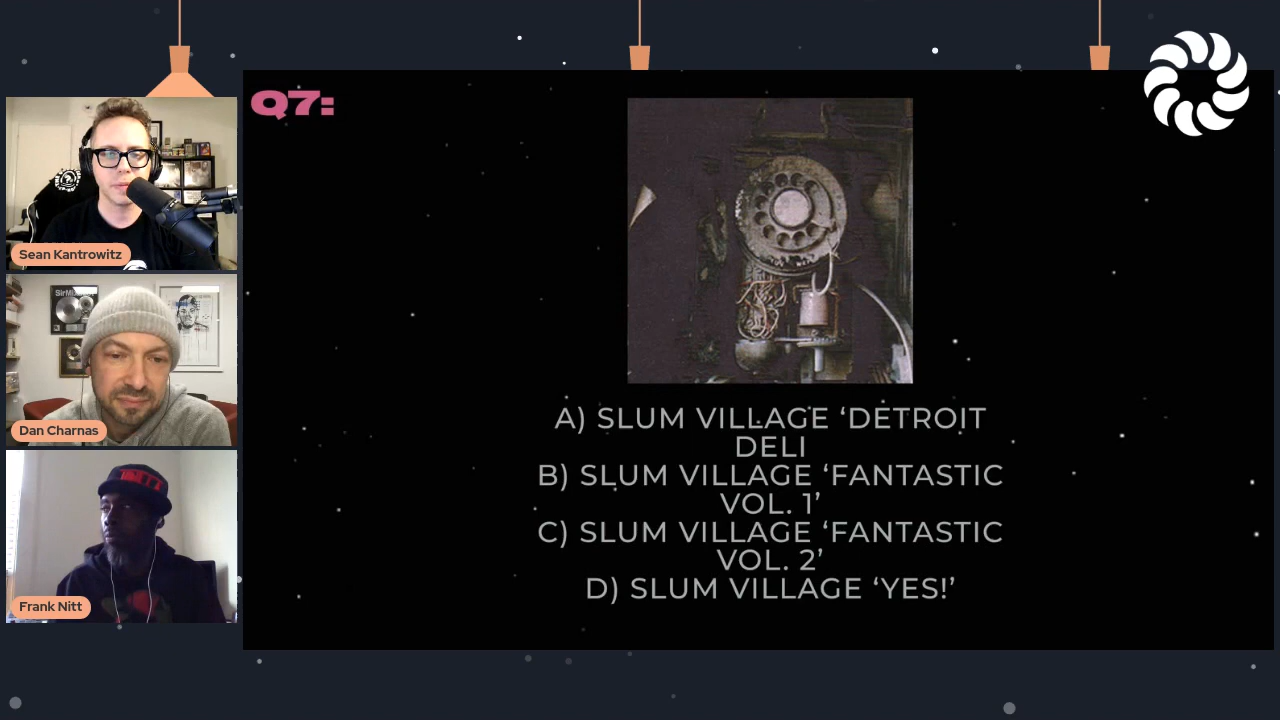 Q7:
Sean Kantrowitz
Dan Charnas
Frank Nitt
A) SLUM VILLAGE ‘DETROIT
DELI
B) SLUM VILLAGE ‘FANTASTIC
VOL. 1’
C) SLUM VILLAGE ‘FANTASTIC
VOL. 2’
D) SLUM VILLAGE ‘YES!’